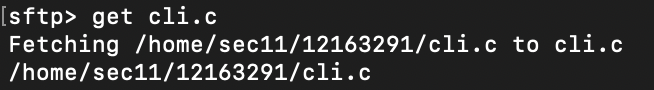 [sftp> get cli.c
Fetching /home/sec11/12163291/cli.c to cli.c
/home/sec11/12163291/cli.c